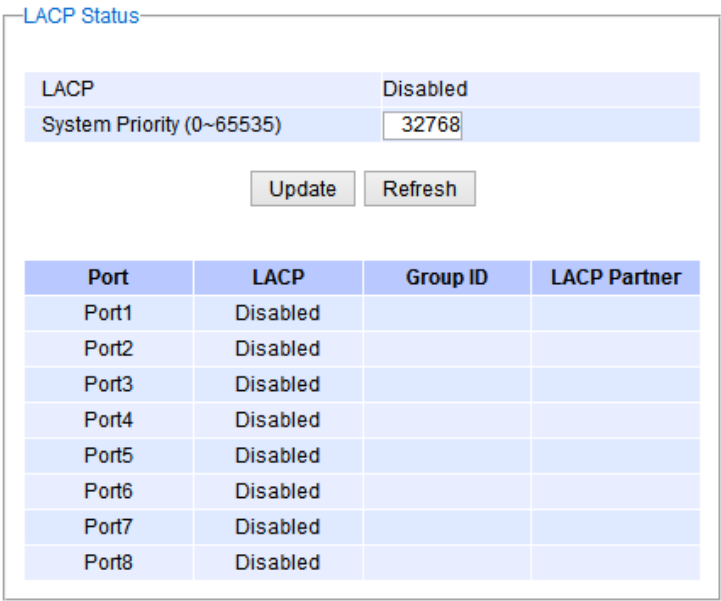 LACP Status
LACP Disabled
System Priority (0~65535) 32768
Update Refresh
Port LACP Group ID LACP Partner
Port1 Disabled
Port2 Disabled
Port3 Disabled
Port4 Disabled
Port5 Disabled
Port6 Disabled
Port7 Disabled
Port8 Disabled